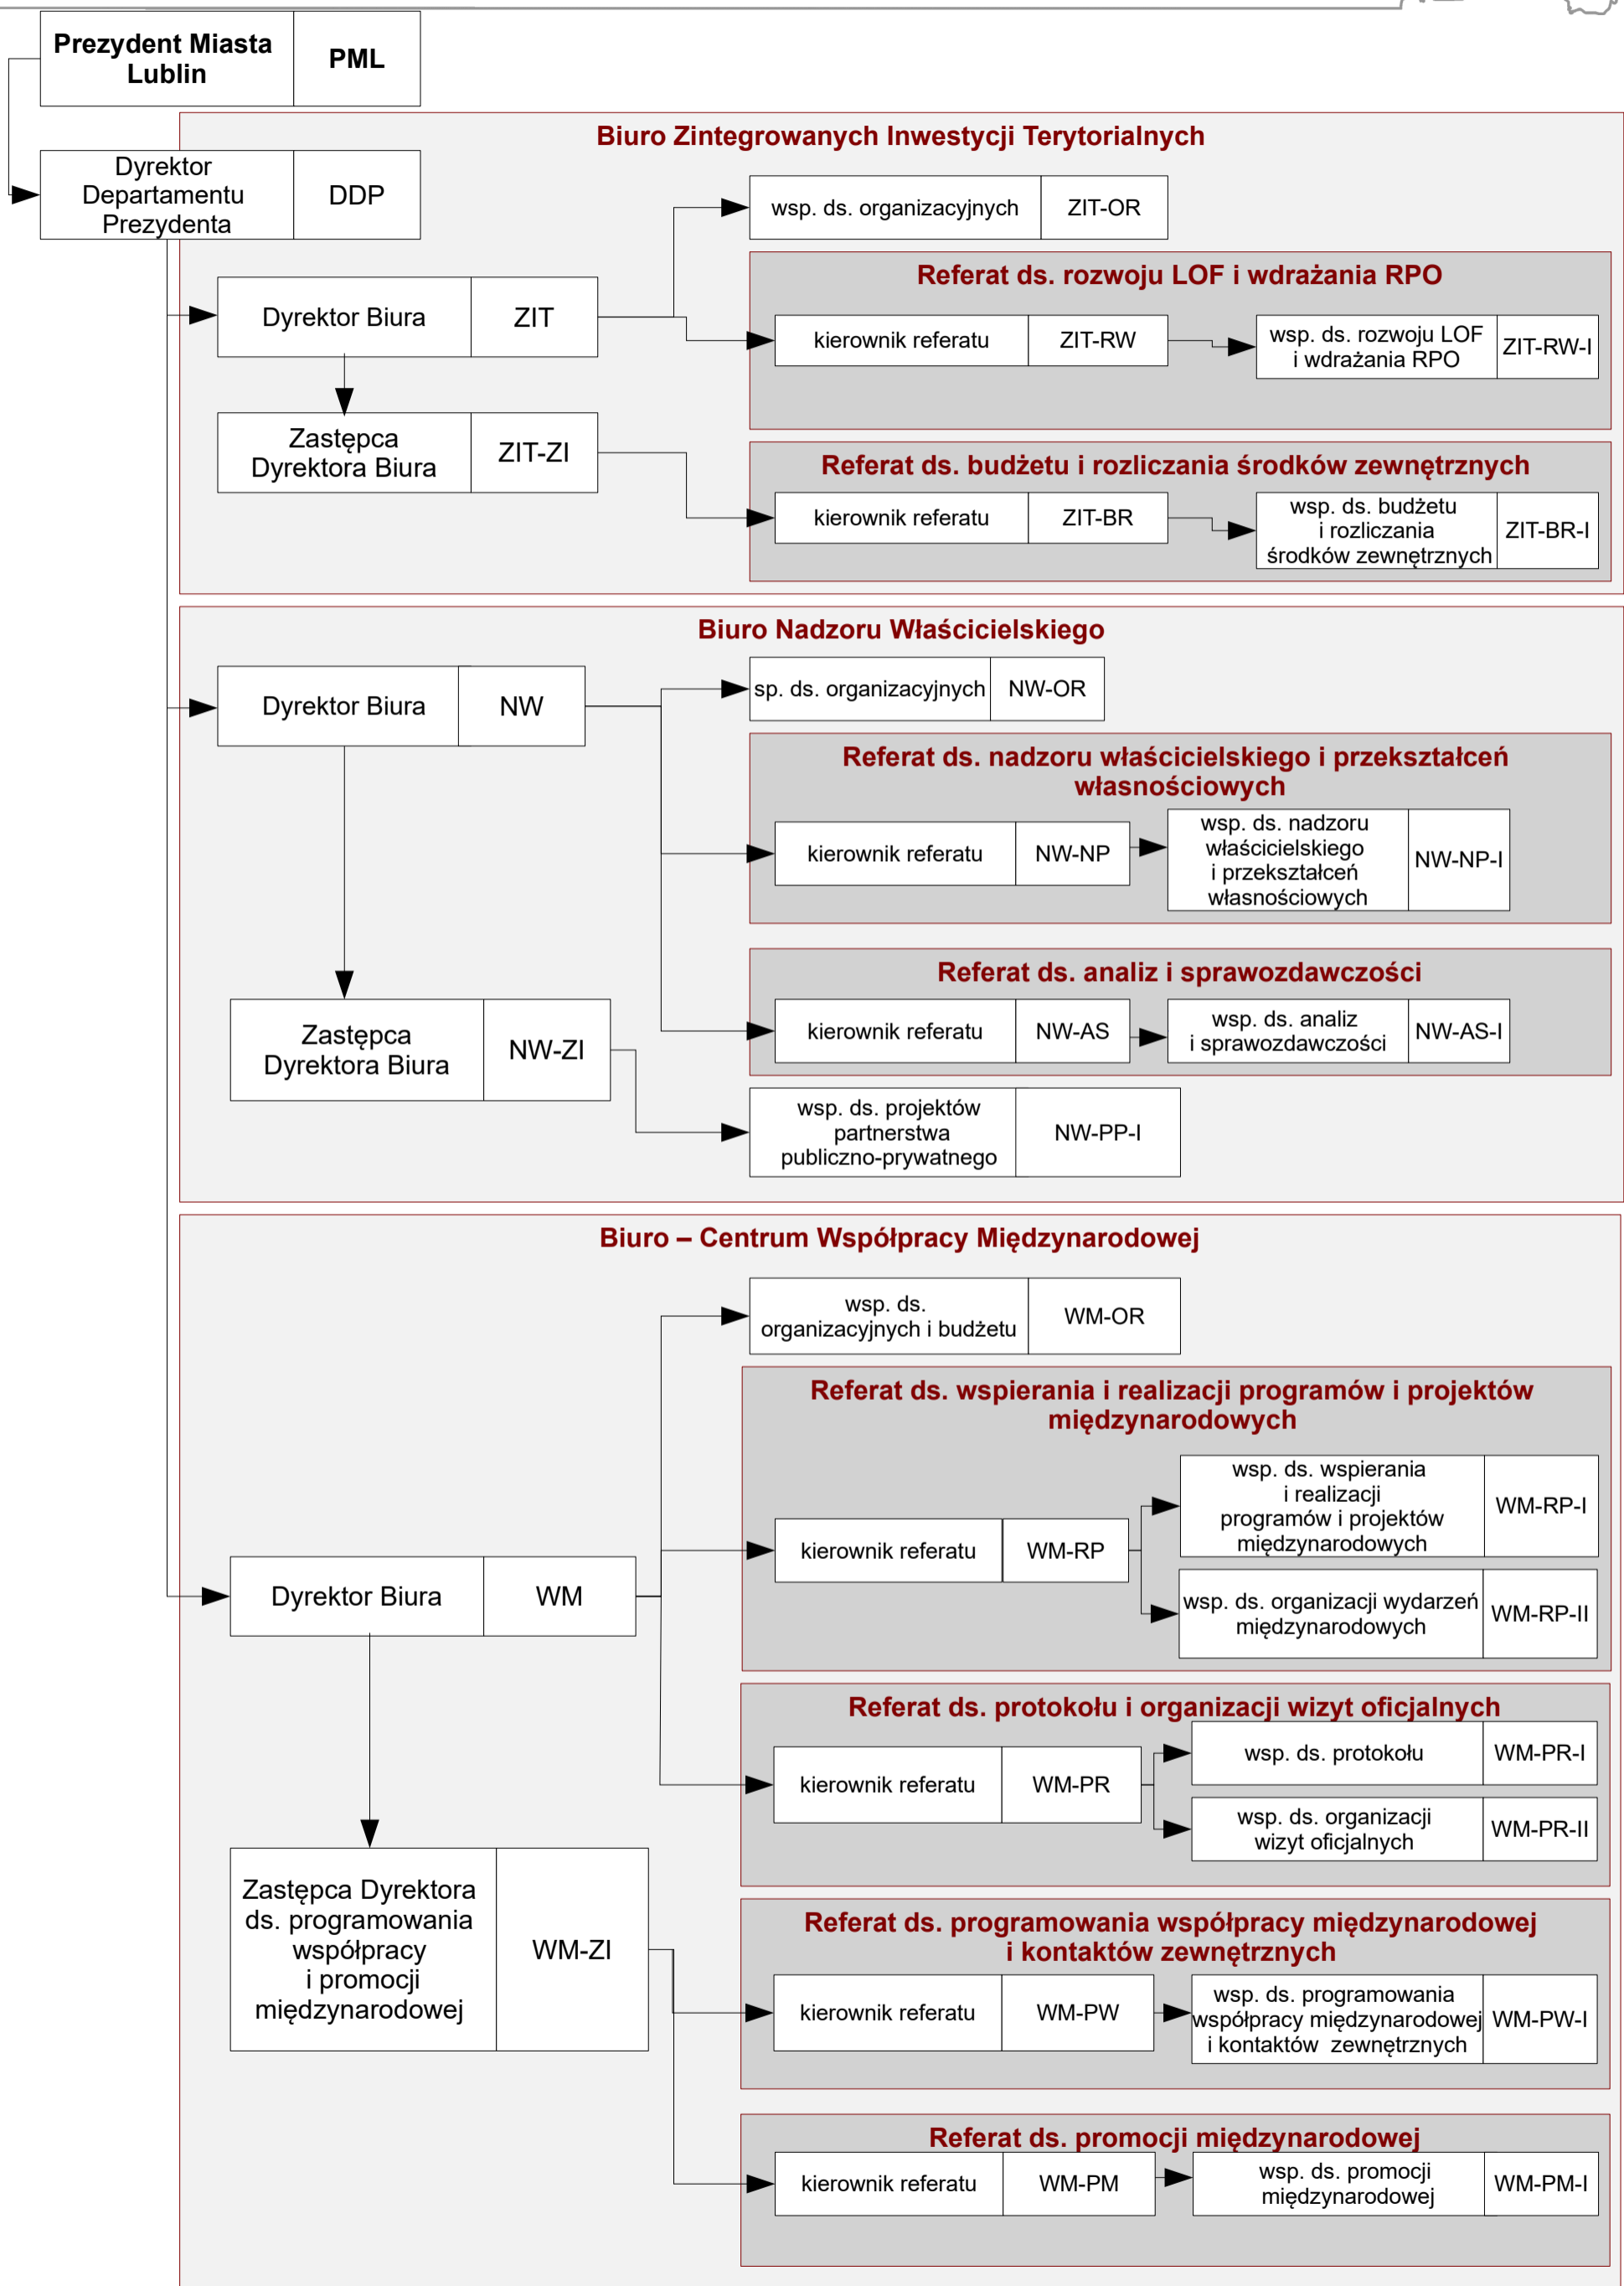 Prezydent Miasta
Lublin
PML
Dyrektor
Departamentu
Prezydenta
DDP
Biuro Zintegrowanych Inwestycji Terytorialnych
wsp. ds. organizacyjnych
ZIT-OR
Dyrektor Biura
ZIT
Referat ds. rozwoju LOF i wdrażania RPO
kierownik referatu
ZIT-RW
wsp. ds. rozwoju LOF
i wdrażania RPO
ZIT-RW-I
Zastępca
Dyrektora Biura
ZIT-ZI
Referat ds. budżetu i rozliczania środków zewnętrznych
kierownik referatu
ZIT-BR
wsp. ds. budżetu
i rozliczania
środków zewnętrznych
ZIT-BR-I
Biuro Nadzoru Właścicielskiego
Dyrektor Biura
NW
sp. ds. organizacyjnych
NW-OR
Referat ds. nadzoru właścicielskiego i przekształceń
własnościowych
kierownik referatu
NW-NP
wsp. ds. nadzoru
właścicielskiego
i przekształceń
własnościowych
NW-NP-I
Referat ds. analiz i sprawozdawczości
kierownik referatu
NW-AS
wsp. ds. analiz
i sprawozdawczości
NW-AS-I
Zastępca
Dyrektora Biura
NW-ZI
wsp. ds. projektów
partnerstwa
publiczno-prywatnego
NW-PP-I
Biuro – Centrum Współpracy Międzynarodowej
wsp. ds.
organizacyjnych i budżetu
WM-OR
Referat ds. wspierania i realizacji programów i projektów
międzynarodowych
kierownik referatu
WM-RP
wsp. ds. wspierania
i realizacji
programów i projektów
międzynarodowych
WM-RP-I
wsp. ds. organizacji wydarzeń
międzynarodowych
WM-RP-II
Dyrektor Biura
WM
Referat ds. protokołu i organizacji wizyt oficjalnych
kierownik referatu
WM-PR
wsp. ds. protokołu
WM-PR-I
wsp. ds. organizacji
wizyt oficjalnych
WM-PR-II
Zastępca Dyrektora
ds. programowania
współpracy
i promocji
międzynarodowej
WM-ZI
Referat ds. programowania współpracy międzynarodowej
i kontaktów zewnętrznych
kierownik referatu
WM-PW
wsp. ds. programowania
współpracy międzynarodowej
i kontaktów zewnętrznych
WM-PW-I
Referat ds. promocji międzynarodowej
kierownik referatu
WM-PM
wsp. ds. promocji
międzynarodowej
WM-PM-I